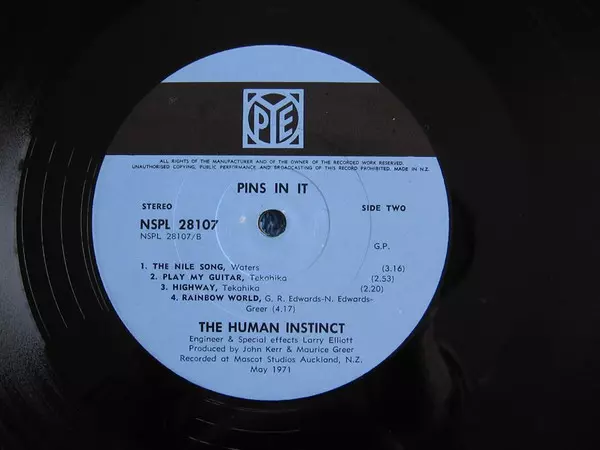 PYE
ALL RIGHTS OF THE MANUFACTURER AND OF THE OWNER OF THE RECORDED WORK RESERVED.
UNAUTHORISED COPYING, PUBLIC PERFORMANCE AND BROADCASTING OF THIS RECORD PROHIBITED. MADE IN N.Z.
PINS IN IT
STEREO SIDE TWO
NSPL 28107
NSPL 28107/B
G.P.
1. THE NILE SONG, Waters (3.16)
2. PLAY MY GUITAR, Tekahika (2.53)
3. HIGHWAY, Tekahika (2.20)
4. RAINBOW WORLD, G. R. Edwards-N. Edwards-
Greer (4.17)
THE HUMAN INSTINCT
Engineer & Special effects Larry Elliott
Produced by John Kerr & Maurice Greer
Recorded at Mascot Studios Auckland, N.Z.
May 1971